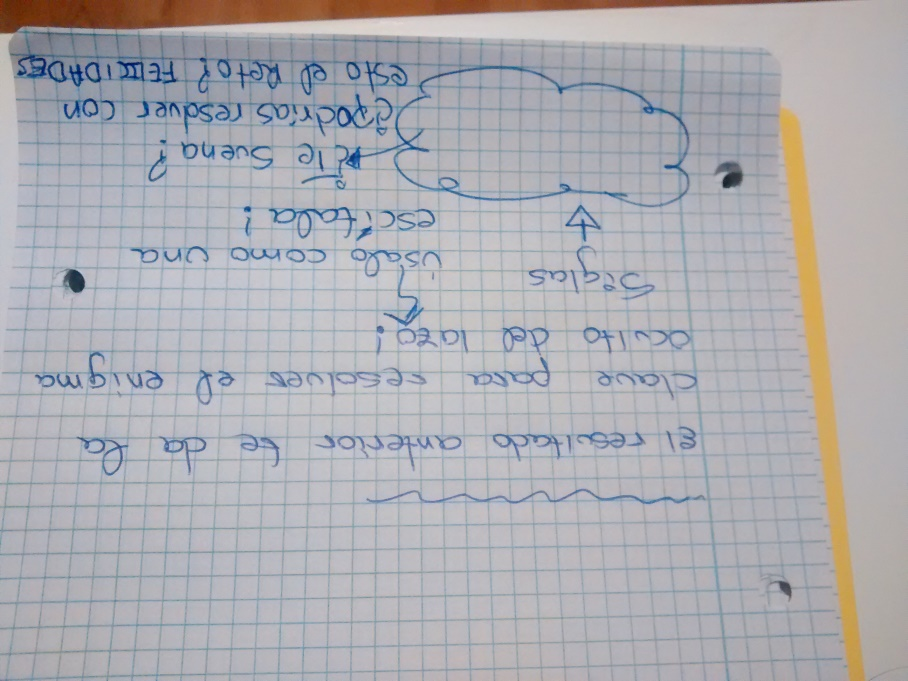 El resultado anterior te da la
clave para resolver el enigma
oculto del lazo!
Siglas
úsalo como una
escítala!
¿Te suena?
¿podrías resolver con
esto el Reto? FELICIDADES